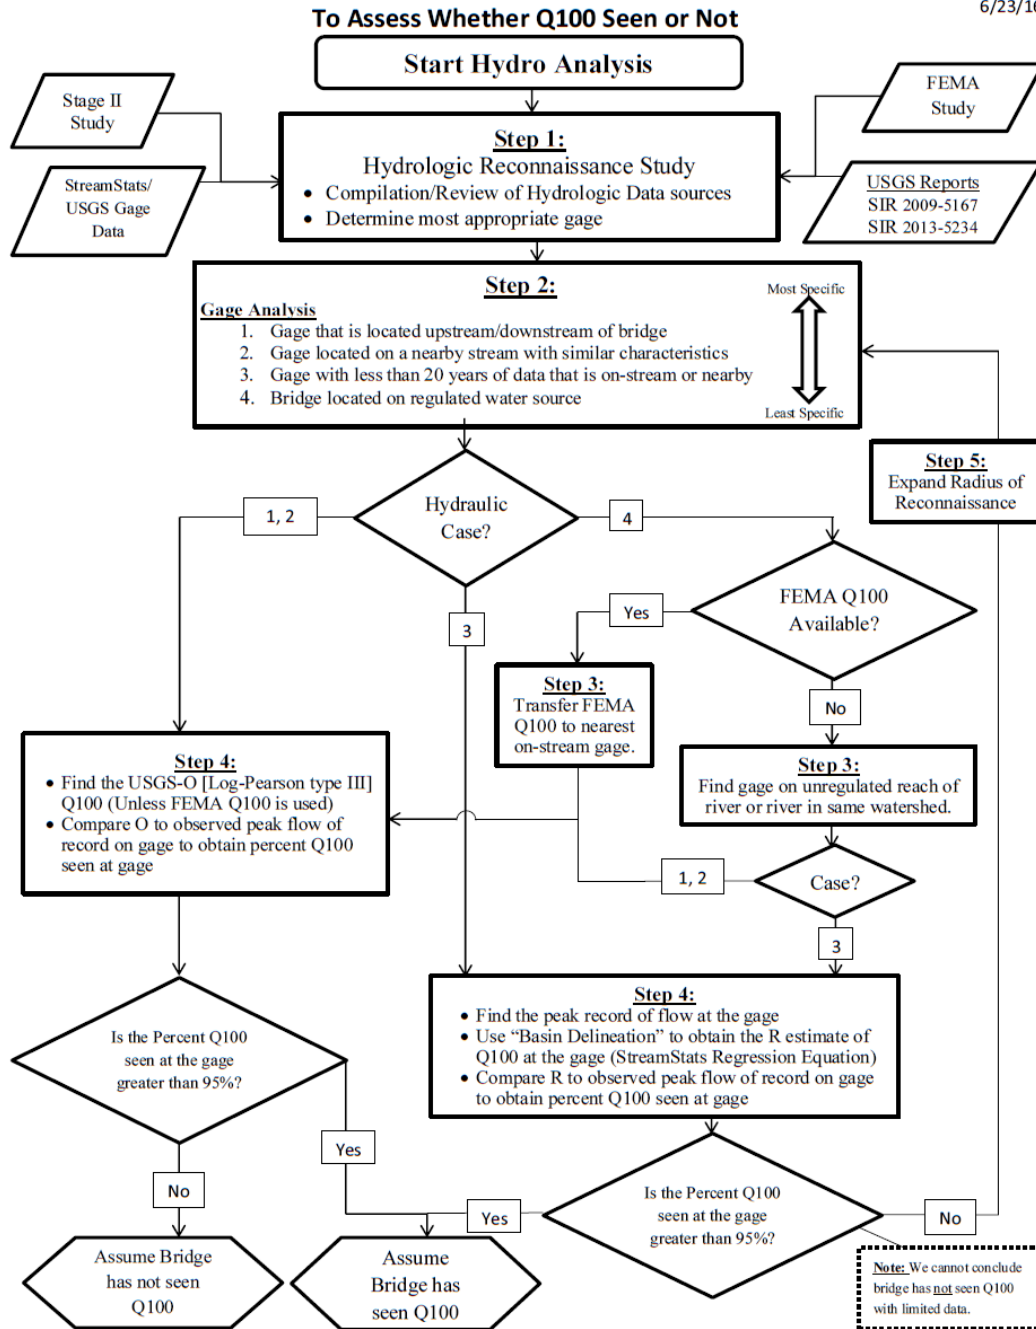 To Assess Whether Q100 Seen or Not
6/23/16
Start Hydro Analysis
Stage II
Study
FEMA
Study
StreamStats/
USGS Gage
Data
USGS Reports
SIR 2009-5167
SIR 2013-5234
Step 1:
Hydrologic Reconnaissance Study
• Compilation/Review of Hydrologic Data sources
• Determine most appropriate gage
Step 2:
Gage Analysis
1. Gage that is located upstream/downstream of bridge
2. Gage located on a nearby stream with similar characteristics
3. Gage with less than 20 years of data that is on-stream or nearby
4. Bridge located on regulated water source
Most Specific
Least Specific
Step 5:
Expand Radius of
Reconnaissance
Hydraulic
Case?
1, 2
4
3
FEMA Q100
Available?
Yes
No
Step 3:
Transfer FEMA
Q100 to nearest
on-stream gage.
Step 3:
Find gage on unregulated reach of
river or river in same watershed.
Case?
1, 2
3
Step 4:
• Find the USGS-O [Log-Pearson type III]
Q100 (Unless FEMA Q100 is used)
• Compare O to observed peak flow of
record on gage to obtain percent Q100
seen at gage
Step 4:
• Find the peak record of flow at the gage
• Use “Basin Delineation” to obtain the R estimate of
Q100 at the gage (StreamStats Regression Equation)
• Compare R to observed peak flow of record on gage
to obtain percent Q100 seen at gage
Is the Percent Q100
seen at the gage
greater than 95%?
Yes
No
Is the Percent Q100
seen at the gage
greater than 95%?
Yes
No
Assume Bridge
has not seen
Q100
Assume
Bridge has
seen Q100
Note: We cannot conclude
bridge has not seen Q100
with limited data.